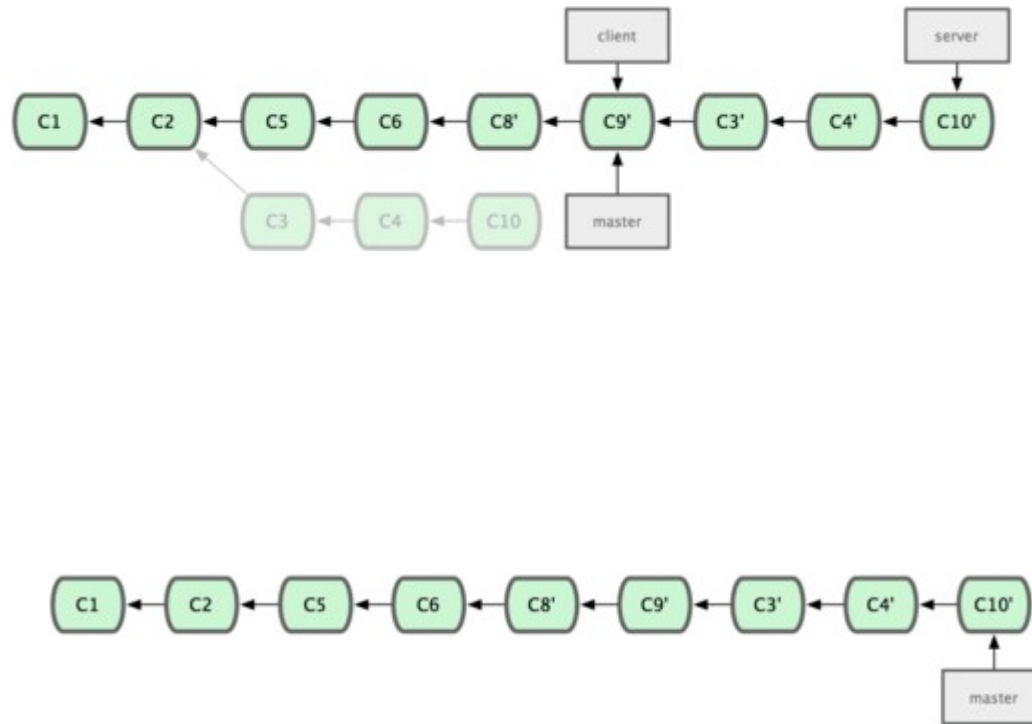 client server
C1 C2 C5 C6 C8' C9' C3' C4' C10'
C3 C4 C10 master
C1 C2 C5 C6 C8' C9' C3' C4' C10'
master